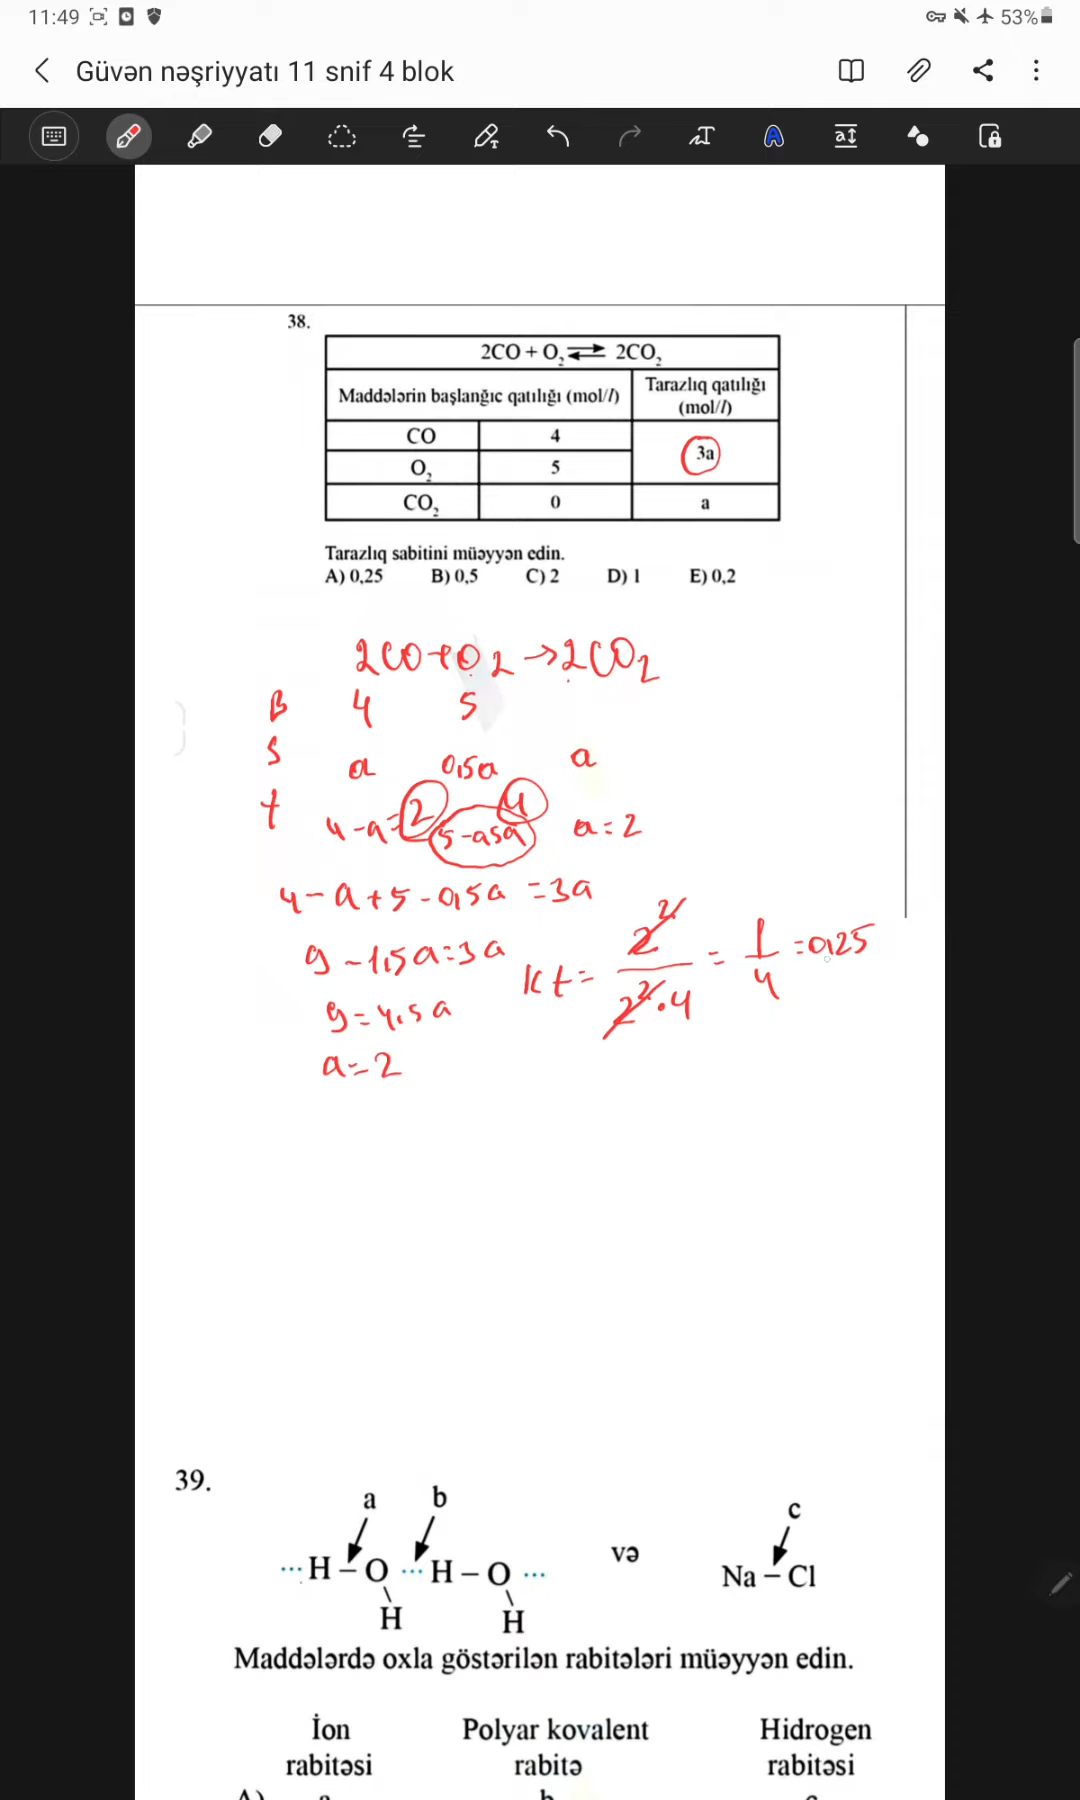 11:49 53%
Güvən nəşriyyatı 11 snif 4 blok
38.
2CO + O₂ ⇄ 2CO₂
Maddələrin başlanğıc qatılığı (mol/l) Tarazlıq qatılığı (mol/l)
CO 4 3a
O₂ 5
CO₂ 0 a
Tarazlıq sabitini müəyyən edin.
A) 0,25 B) 0,5 C) 2 D) 1 E) 0,2
2CO+O2→2CO2
B 4 5
S a 0,5a a
t 4-a=2 5-0,5a 4 a=2
4-a+5-0,5a=3a
9-1,5a=3a
kt= 2²/2²·4 = 1/4 =0,25
9=4,5a
a=2
39.
a b c
···H–O···H–O··· və Na – Cl
H H
Maddələrdə oxla göstərilən rabitələri müəyyən edin.
İon rabitəsi Polyar kovalent rabitə Hidrogen rabitəsi